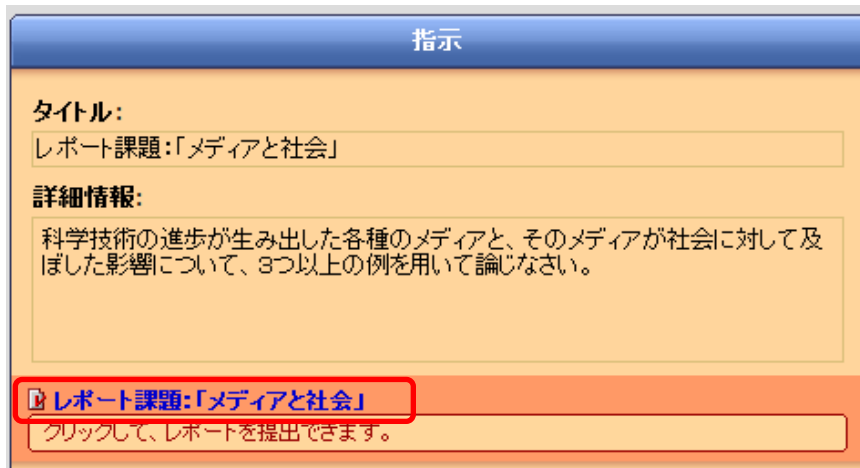 指示
タイトル:
レポート課題:「メディアと社会」
詳細情報:
科学技術の進歩が生み出した各種のメディアと、そのメディアが社会に対して及
ぼした影響について、3つ以上の例を用いて論じなさい。
レポート課題:「メディアと社会」
クリックして、レポートを提出できます。